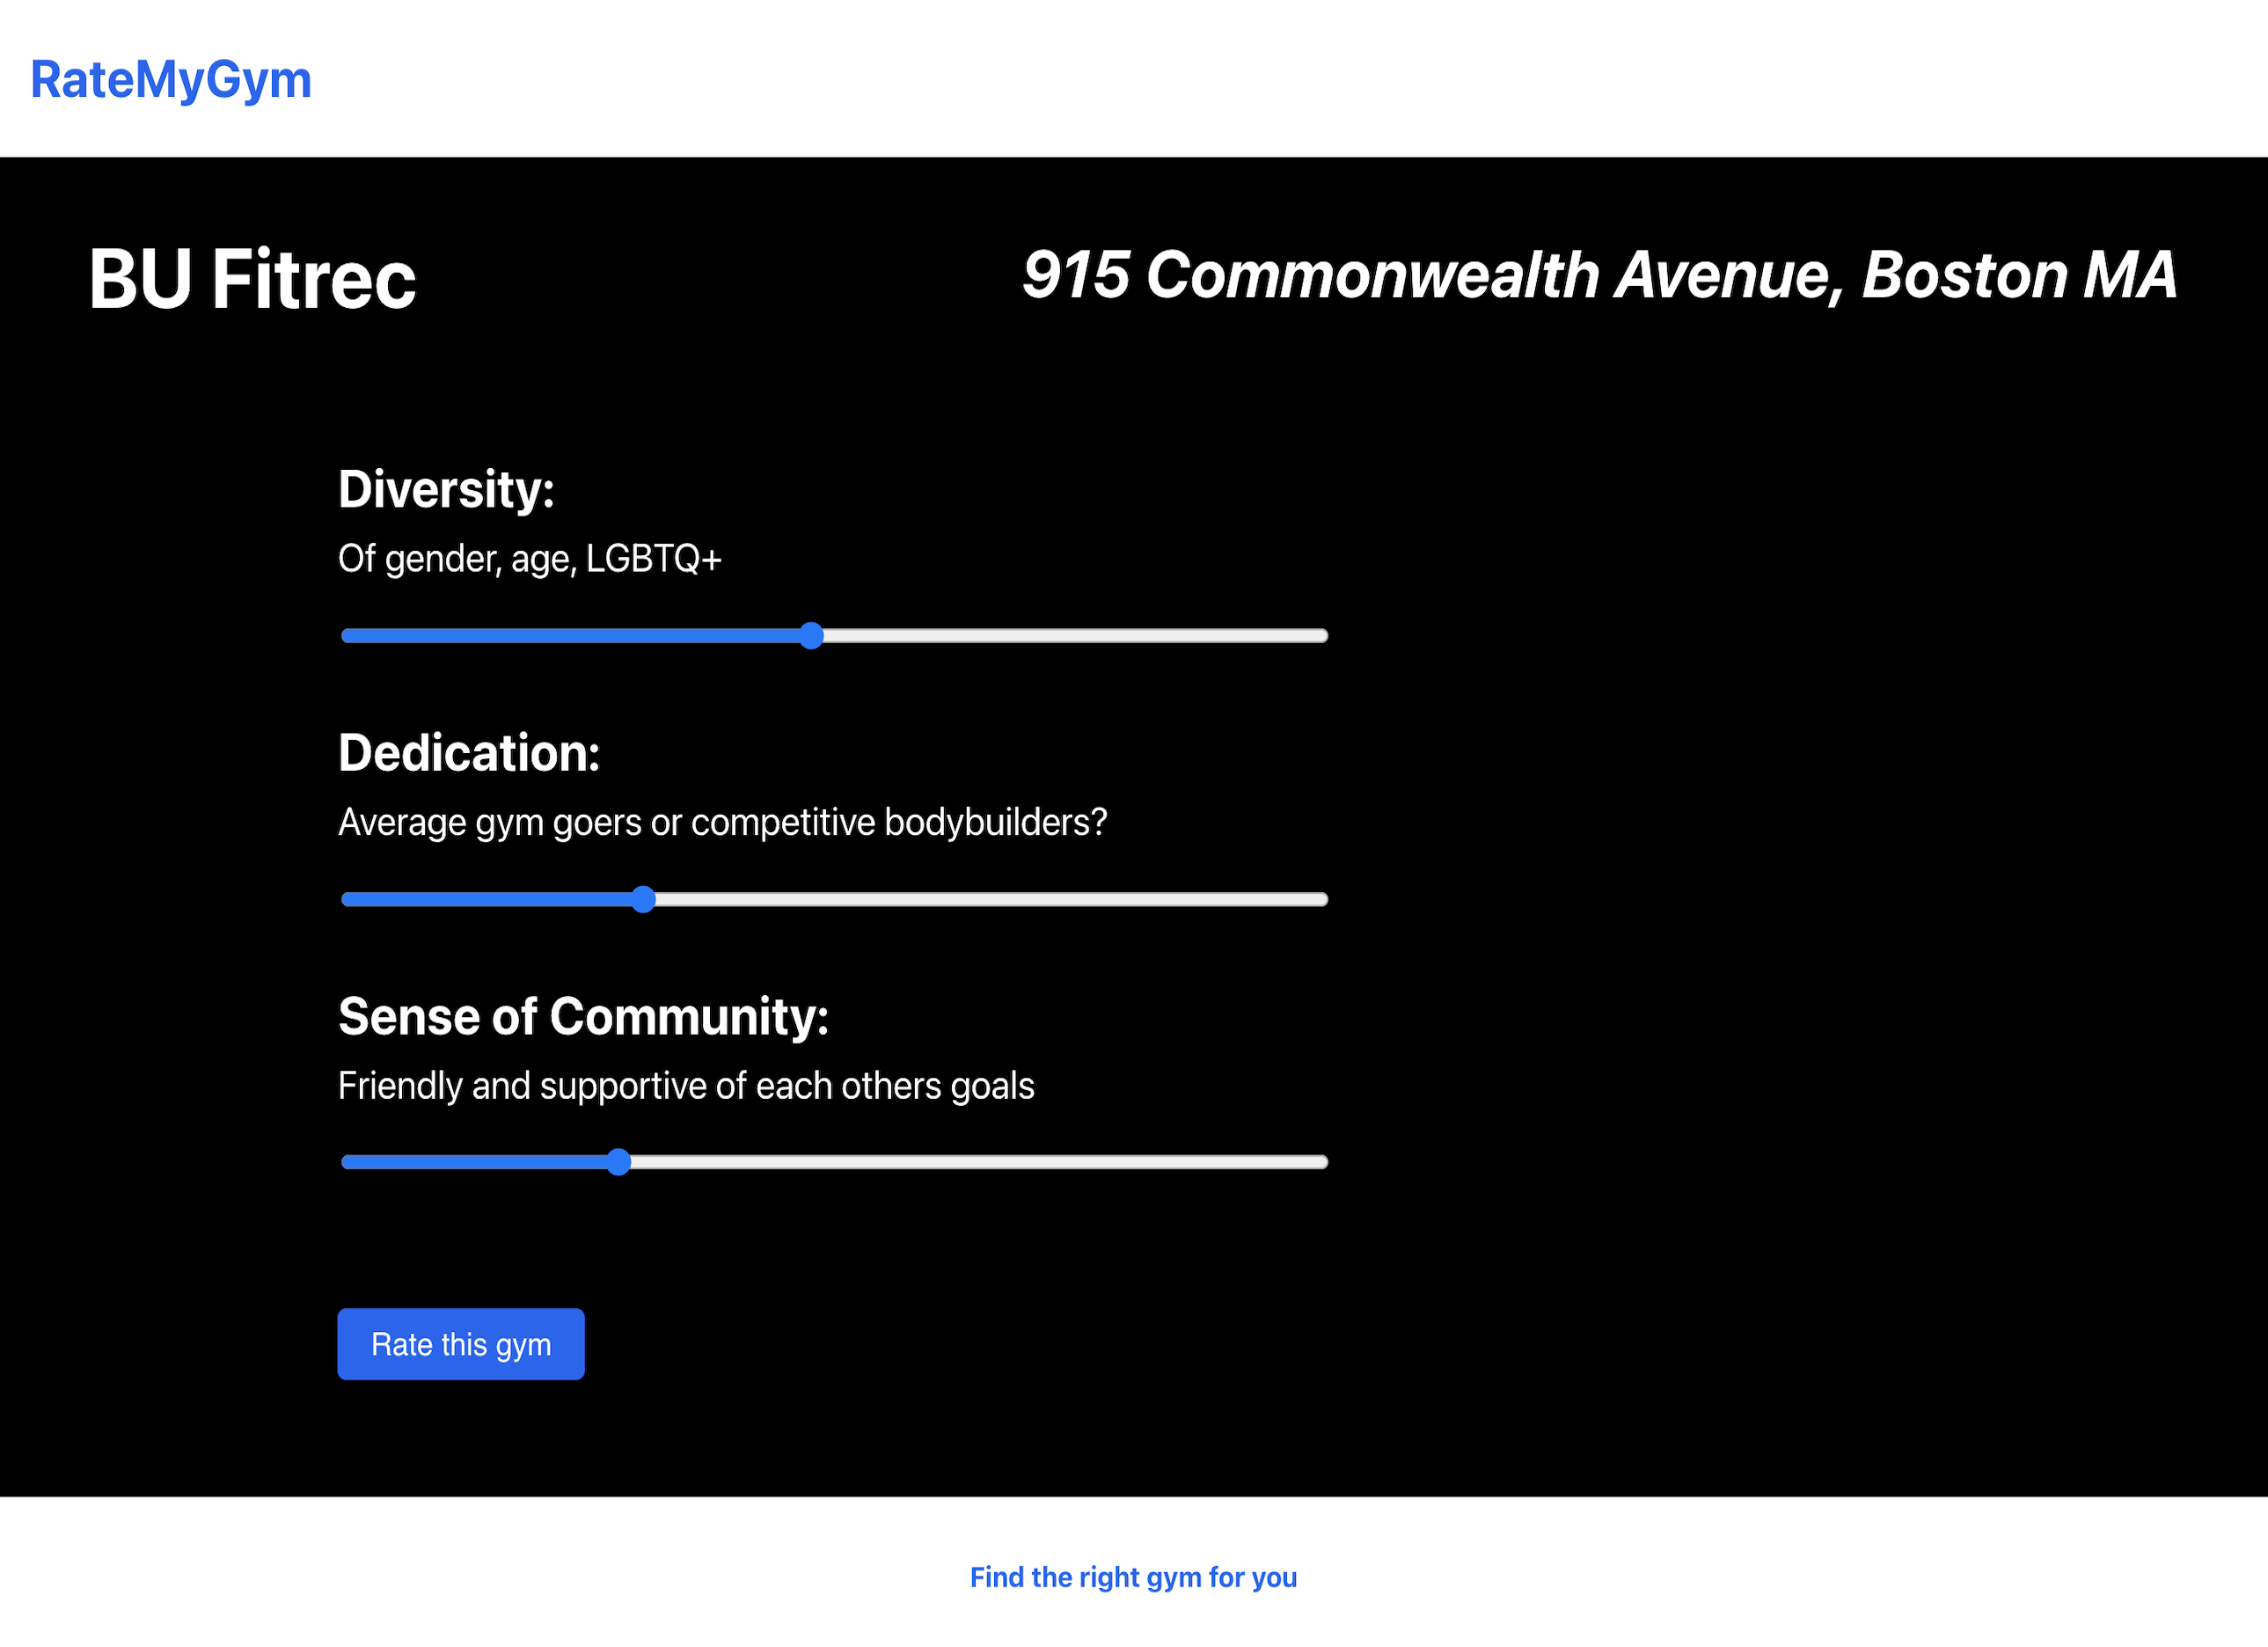 RateMyGym
BU Fitrec
915 Commonwealth Avenue, Boston MA
Diversity:
Of gender, age, LGBTQ+
Dedication:
Average gym goers or competitive bodybuilders?
Sense of Community:
Friendly and supportive of each others goals
Rate this gym
Find the right gym for you